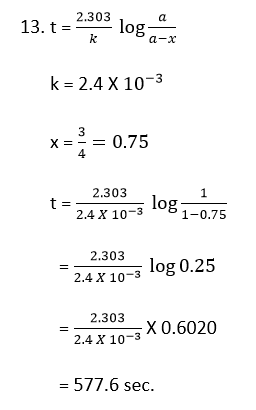 13. t = 2.303/k log a/a−x
k = 2.4 X 10⁻³
x = 3/4 = 0.75
t = 2.303/2.4 X 10⁻³ log 1/1−0.75
= 2.303/2.4 X 10⁻³ log 0.25
= 2.303/2.4 X 10⁻³ X 0.6020
= 577.6 sec.